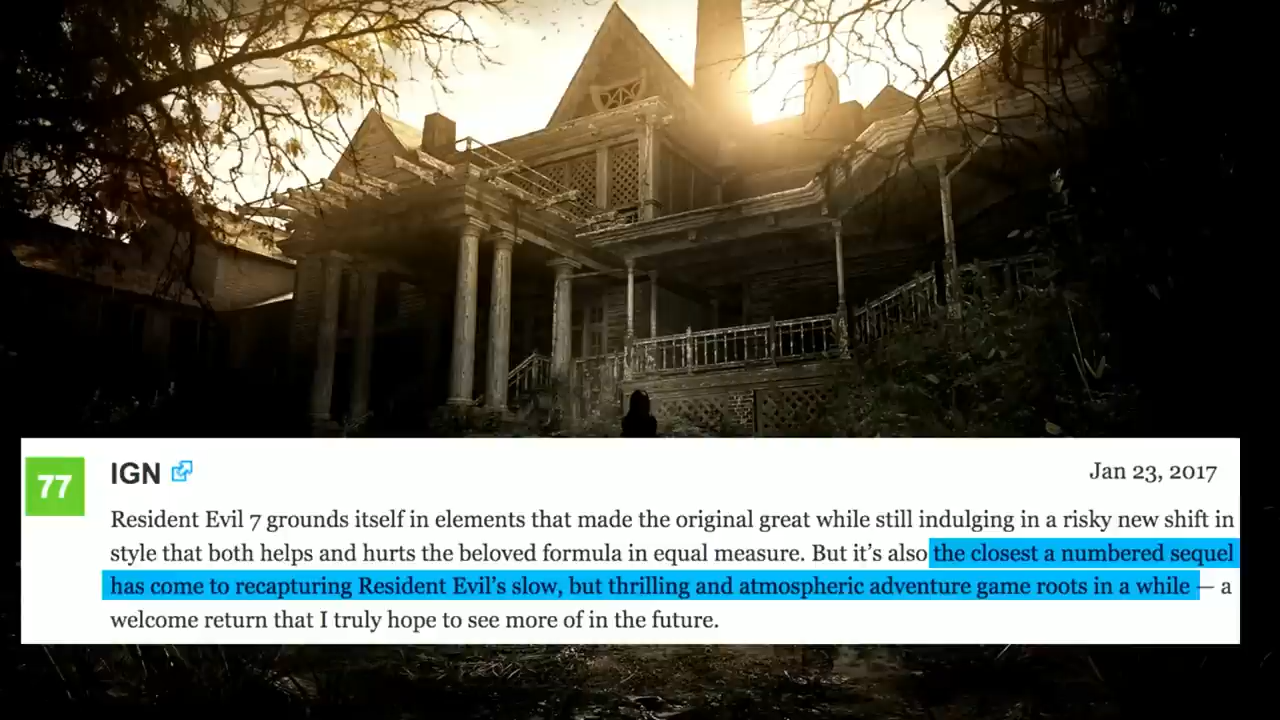 77
IGN
Jan 23, 2017
Resident Evil 7 grounds itself in elements that made the original great while still indulging in a risky new shift in
style that both helps and hurts the beloved formula in equal measure. But it's also the closest a numbered sequel
has come to recapturing Resident Evil's slow, but thrilling and atmospheric adventure game roots in a while — a
welcome return that I truly hope to see more of in the future.